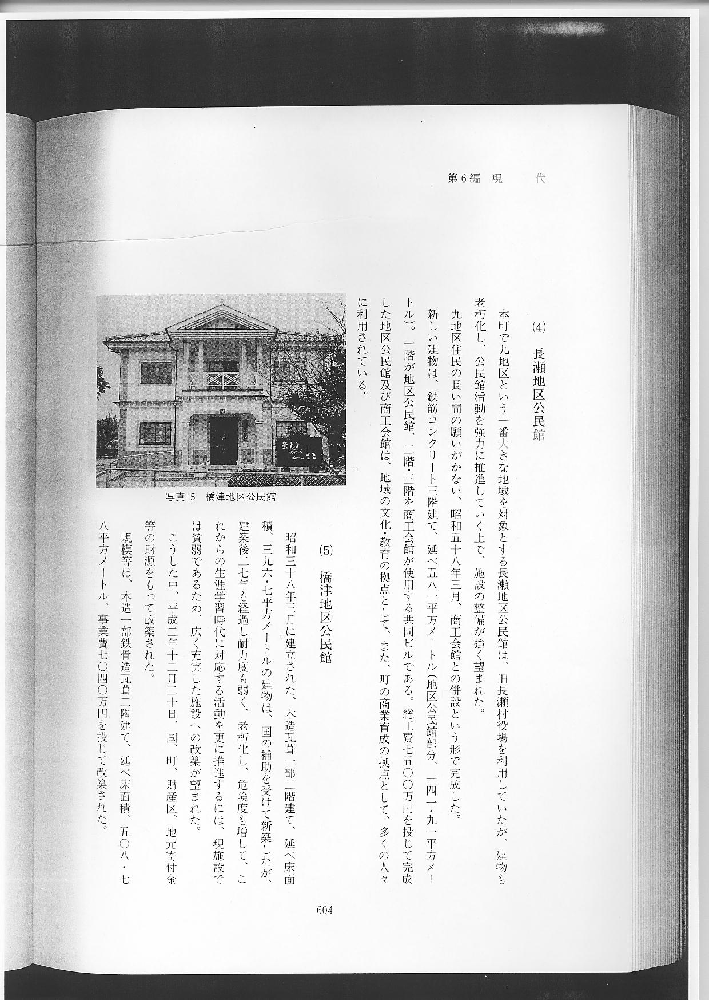 第6編 現 代
(4) 長瀬地区公民館
本町で九地区という一番大きな地域を対象とする長瀬地区公民館は、旧長瀬村役場を利用していたが、建物も
老朽化し、公民館活動を強力に推進していく上で、施設の整備が強く望まれた。
九地区住民の長い間の願いがかない、昭和五十八年三月、商工会館との併設という形で完成した。
新しい建物は、鉄筋コンクリート三階建て、延べ五八一平方メートル(地区公民館部分、一四一・九一平方メー
トル)。一階が地区公民館、二階・三階を商工会館が使用する共同ビルである。総工費七五〇〇万円を投じて完成
した地区公民館及び商工会館は、地域の文化・教育の拠点として、また、町の商業育成の拠点として、多くの人々
に利用されている。
栄えよ
ふるさと
写真15 橋津地区公民館
(5) 橋津地区公民館
昭和三十八年三月に建立された、木造瓦葺一部二階建て、延べ床面
積、三九六・七平方メートルの建物は、国の補助を受けて新築したが、
建築後二七年も経過し耐力度も弱く、老朽化し、危険度も増して、こ
れからの生涯学習時代に対応する活動を更に推進するには、現施設で
は貧弱であるため、広く充実した施設への改築が望まれた。
こうした中、平成二年十二月二十日、国、町、財産区、地元寄付金
等の財源をもって改築された。
規模等は、木造一部鉄骨造瓦葺二階建て、延べ床面積、五〇八・七
八平方メートル、事業費七〇四〇万円を投じて改築された。
604